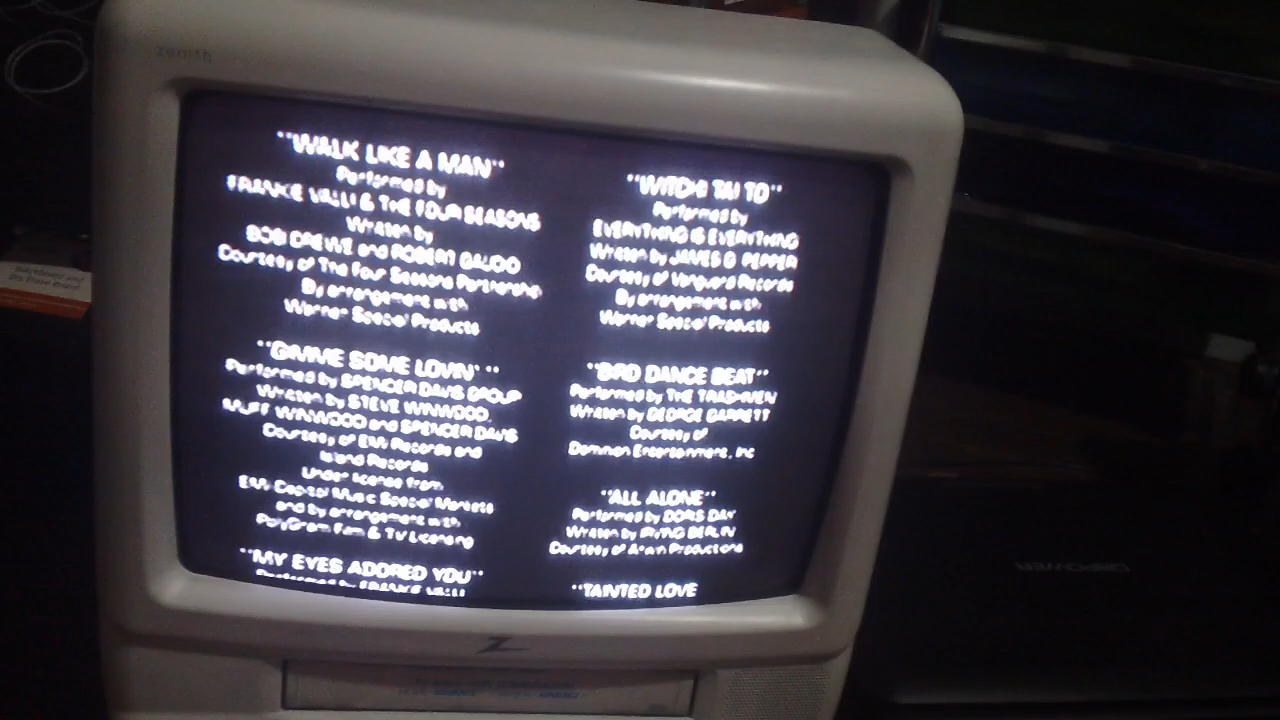 zenith
"WALK LIKE A MAN"
Performed by
FRANKIE VALLI & THE FOUR SEASONS
Written by
BOB CREWE and ROBERT GAUDIO
Courtesy of The Four Seasons Partnership
By arrangement with
Warner Special Products
"GIMME SOME LOVIN' "
Performed by SPENCER DAVIS GROUP
Written by STEVE WINWOOD,
MUFF WINWOOD and SPENCER DAVIS
Courtesy of EMI Records and
Island Records
Under license from
EMI Capitol Music Special Markets
and by arrangement with
PolyGram Film & TV Licensing
"MY EYES ADORED YOU"
Performed by FRANKIE VALLI
"WITCHI TAI TO"
Performed by
EVERYTHING IS EVERYTHING
Written by JAMES G. PEPPER
Courtesy of Vanguard Records
By arrangement with
Warner Special Products
"BIRD DANCE BEAT"
Performed by THE TRASHMEN
Written by GEORGE GARRETT
Courtesy of
Dominion Entertainment, Inc
"ALL ALONE"
Performed by DORIS DAY
Written by IRVING BERLIN
Courtesy of Arwin Productions
"TAINTED LOVE
Z